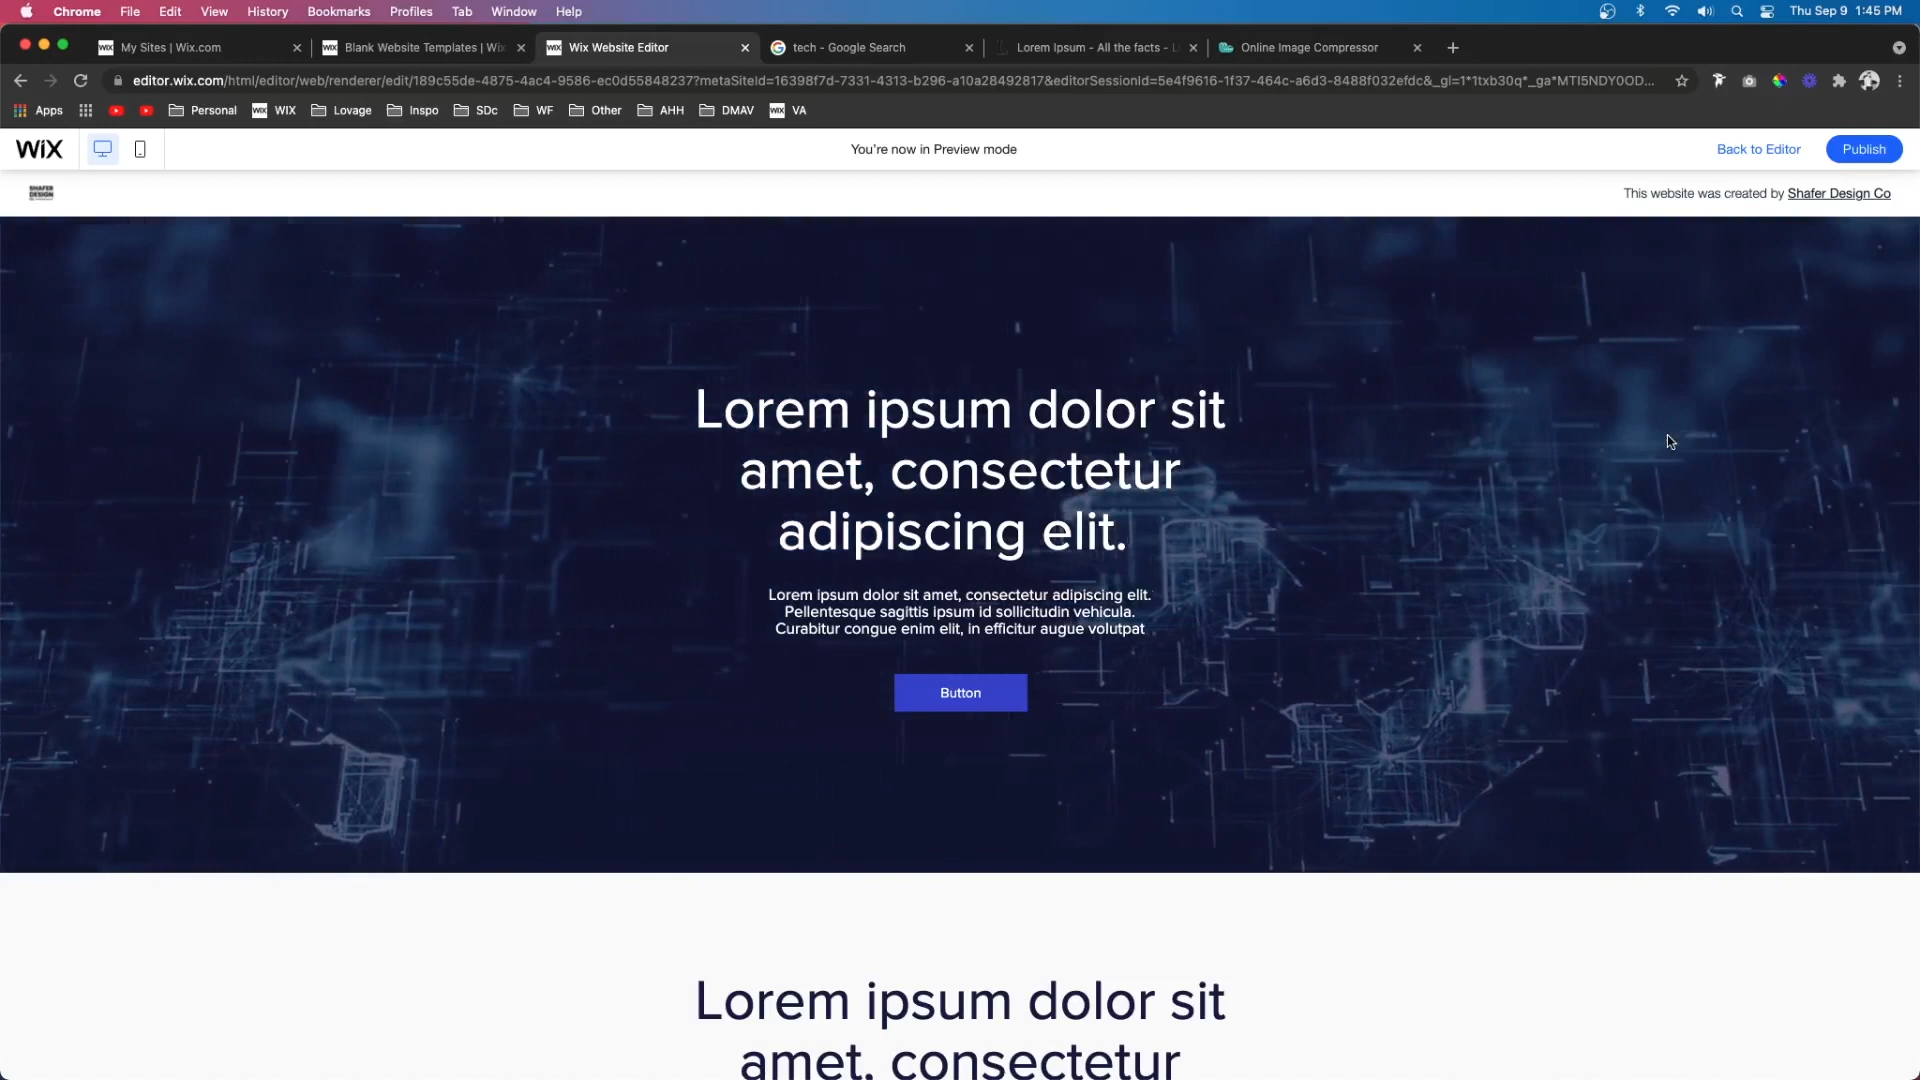 Chrome File Edit View History Bookmarks Profiles Tab Window Help Thu Sep 9 1:45 PM
WIX My Sites | Wix.com WIX Blank Website Templates | Wix WIX Wix Website Editor tech - Google Search Lorem Ipsum - All the facts - Online Image Compressor
editor.wix.com/html/editor/web/renderer/edit/189c55de-4875-4ac4-9586-ec0d55848237?metaSiteId=16398f7d-7331-4313-b296-a10a28492817&editorSessionId=5e4f9616-1f37-464c-a6d3-8488f032efdc&_gl=1*1txb30q*_ga*MTI5NDY0OD...
Apps Personal WIX WIX Lovage Inspo SDc WF Other AHH DMAV WIX VA
WiX You're now in Preview mode Back to Editor Publish
SHAFER
DESIGN
This website was created by Shafer Design Co
Lorem ipsum dolor sit
amet, consectetur
adipiscing elit.
Lorem ipsum dolor sit amet, consectetur adipiscing elit.
Pellentesque sagittis ipsum id sollicitudin vehicula.
Curabitur congue enim elit, in efficitur augue volutpat
Button
Lorem ipsum dolor sit
amet, consectetur